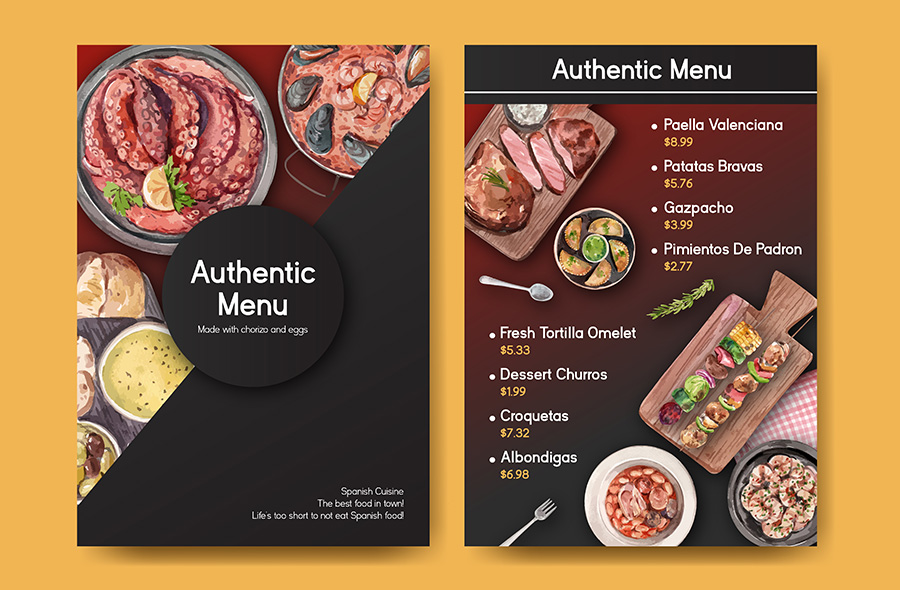 Authentic
Menu
Made with chorizo and eggs
Spanish Cuisine
The best food in town!
Life's too short to not eat Spanish food!
Authentic Menu
Paella Valenciana
$8.99
Patatas Bravas
$5.76
Gazpacho
$3.99
Pimientos De Padron
$2.77
Fresh Tortilla Omelet
$5.33
Dessert Churros
$1.99
Croquetas
$7.32
Albondigas
$6.98